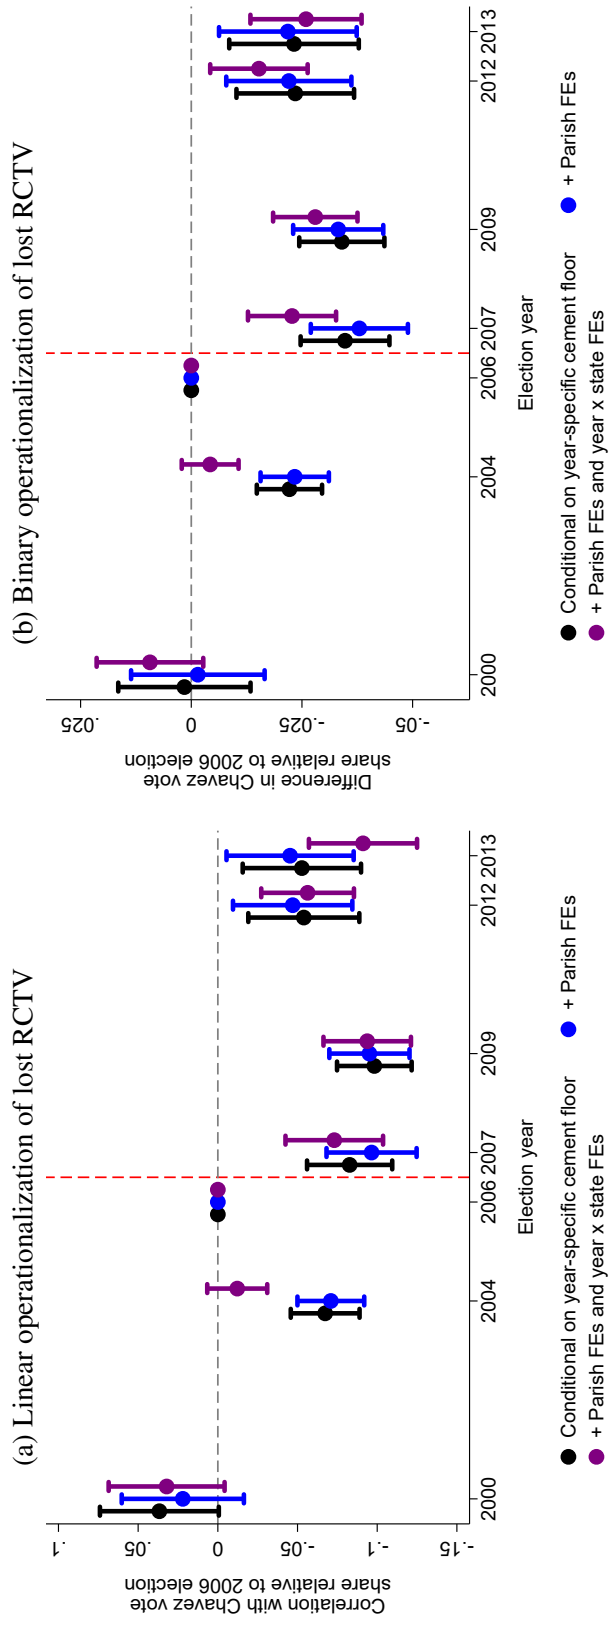 (a) Linear operationalization of lost RCTV
Correlation with Chavez vote
share relative to 2006 election
.1
.05
0
-.05
-.1
-.15
2000
2004
2006
2007
2009
2012
2013
Election year
Conditional on year-specific cement floor
+ Parish FEs
+ Parish FEs and year x state FEs
(b) Binary operationalization of lost RCTV
Difference in Chavez vote
share relative to 2006 election
.025
0
-.025
-.05
2000
2004
2006
2007
2009
2012
2013
Election year
Conditional on year-specific cement floor
+ Parish FEs
+ Parish FEs and year x state FEs